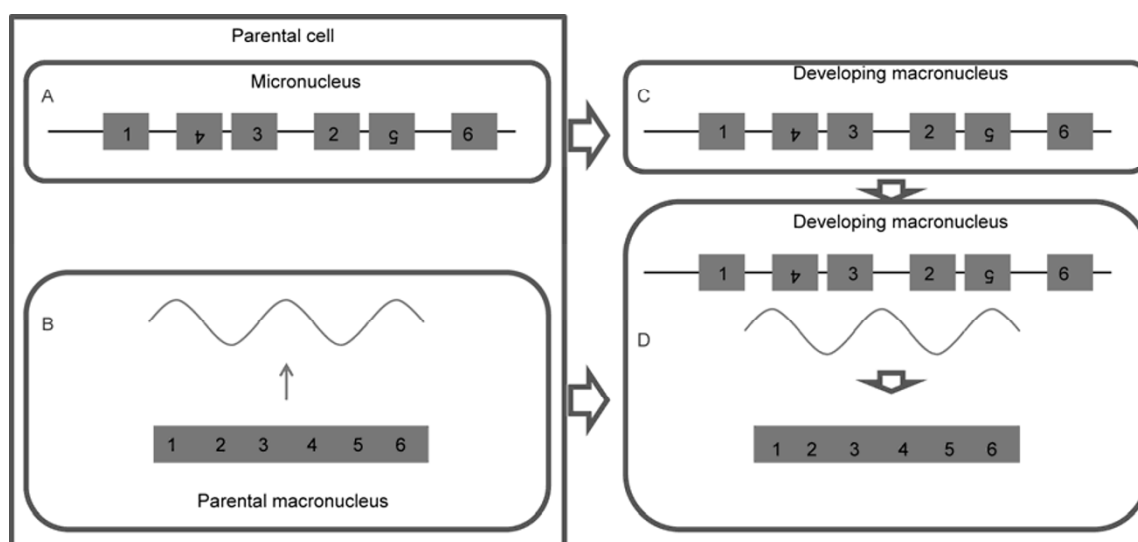 Parental cell
Micronucleus
A
1 4 3 2 5 6
B
1 2 3 4 5 6
Parental macronucleus
Developing macronucleus
C
1 4 3 2 5 6
Developing macronucleus
1 4 3 2 5 6
D
1 2 3 4 5 6